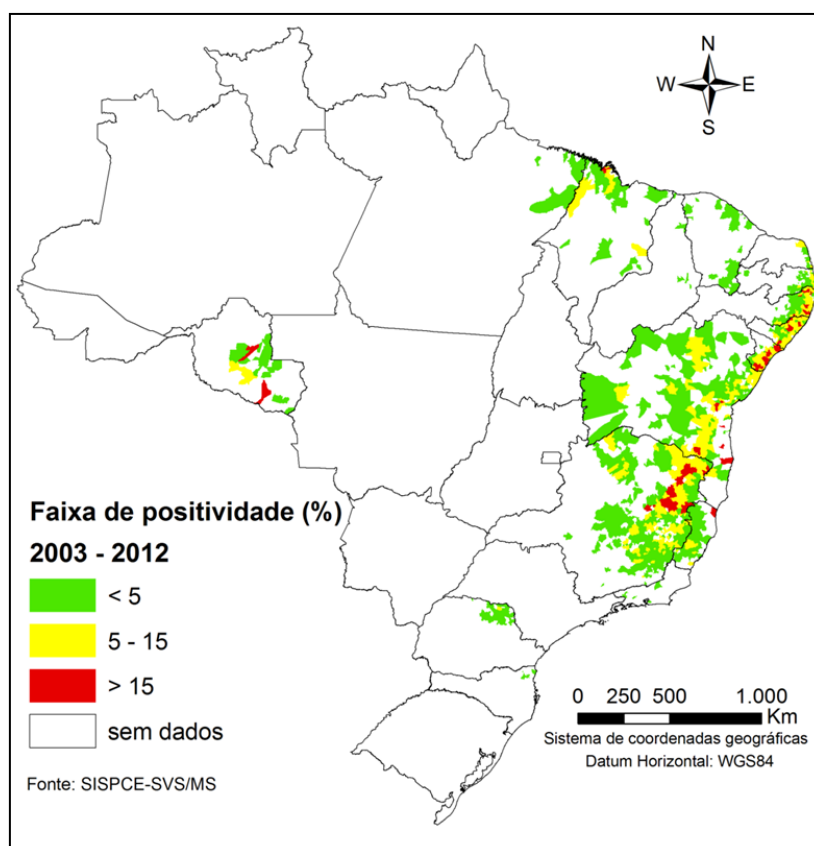 N
W E
S
Faixa de positividade (%)
2003 - 2012
< 5
5 - 15
> 15
sem dados
Fonte: SISPCE-SVS/MS
0 250 500 1.000
Km
Sistema de coordenadas geográficas
Datum Horizontal: WGS84